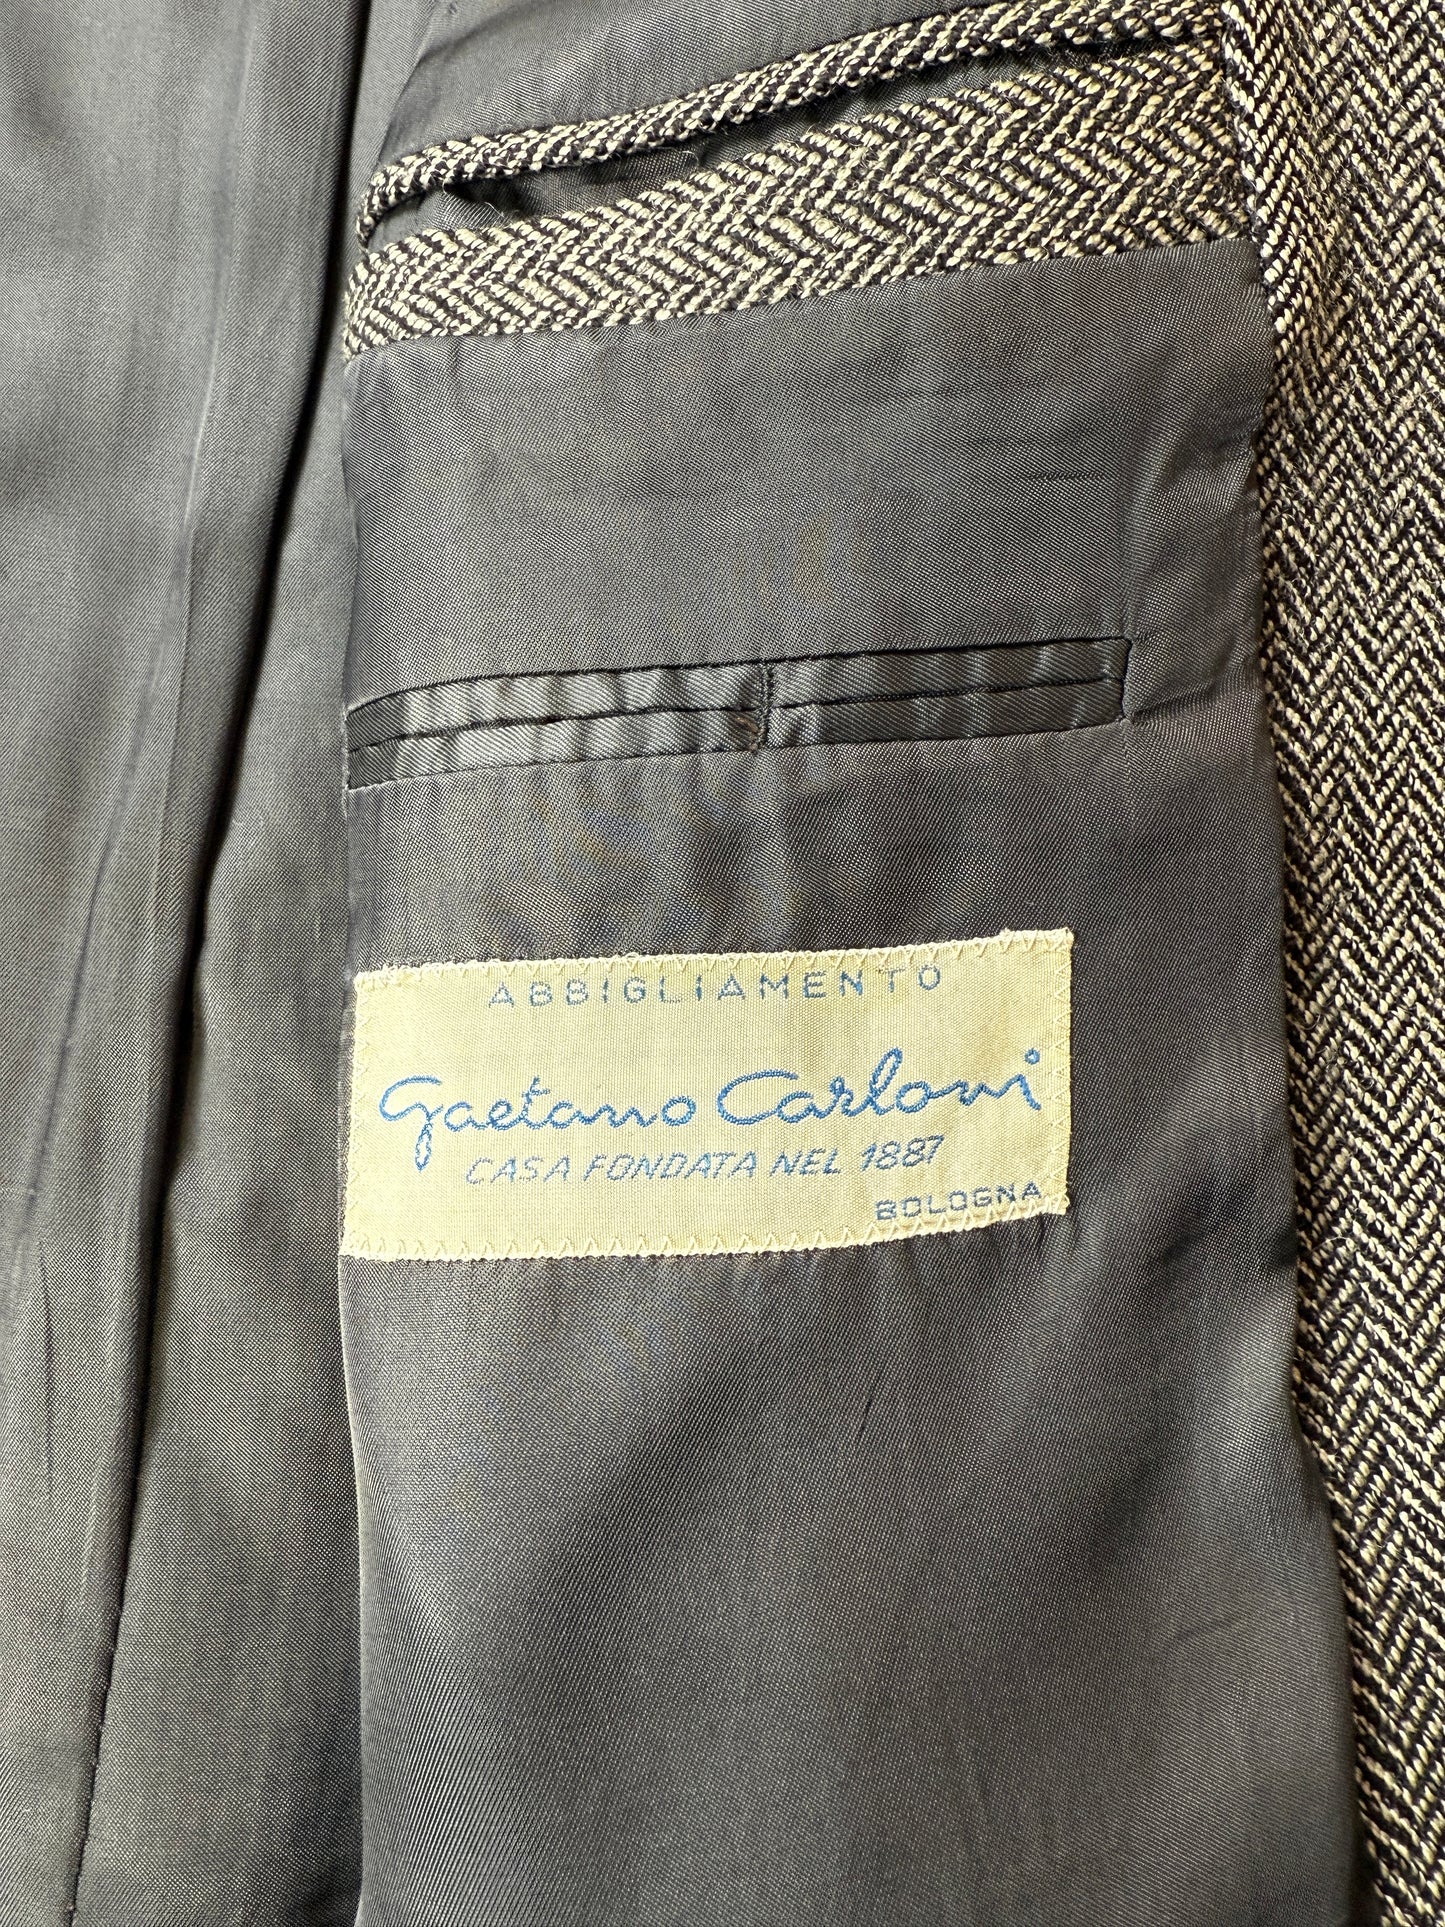 ABBIGLIAMENTO
Gaetano Carloni
CASA FONDATA NEL 1887
BOLOGNA